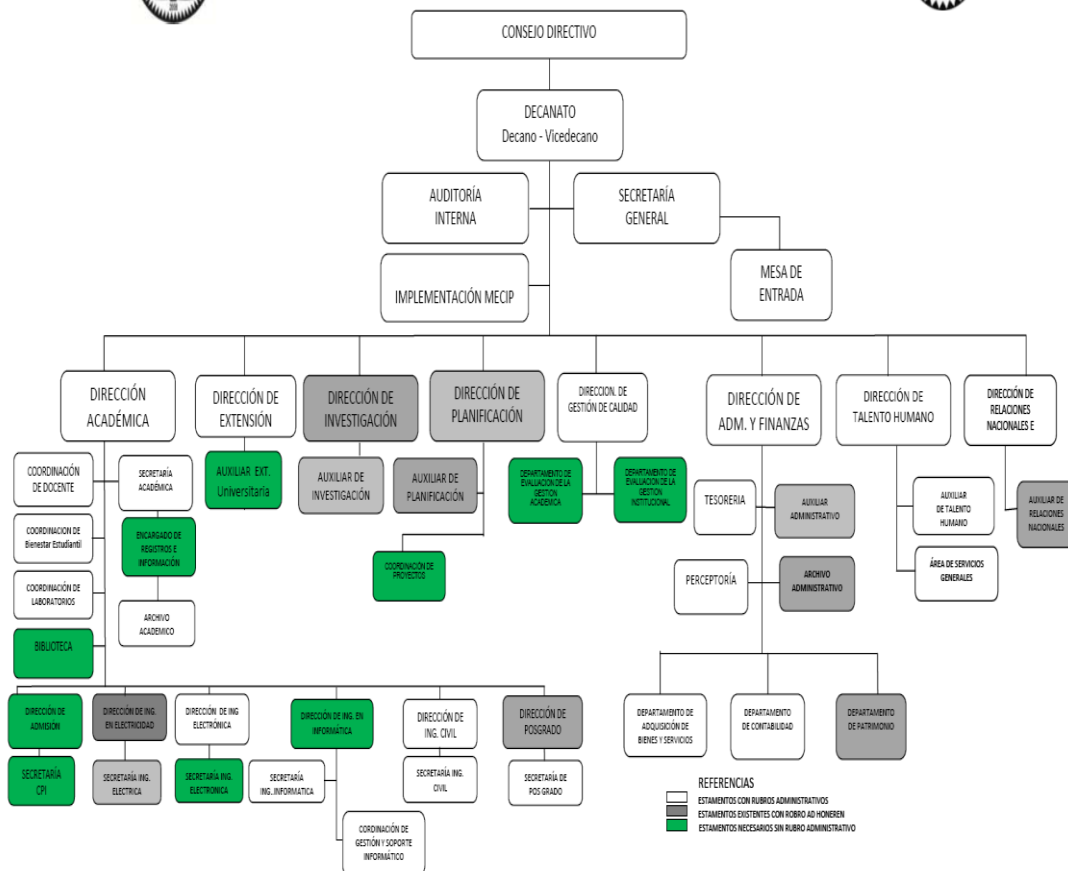 2008
CONSEJO DIRECTIVO
DECANATO
Decano - Vicedecano
AUDITORÍA
INTERNA
SECRETARÍA
GENERAL
IMPLEMENTACIÓN MECIP
MESA DE
ENTRADA
DIRECCIÓN
ACADÉMICA
DIRECCIÓN DE
EXTENSIÓN
DIRECCIÓN DE
INVESTIGACIÓN
DIRECCIÓN DE
PLANIFICACIÓN
DIRECCION. DE
GESTIÓN DE CALIDAD
DIRECCIÓN DE
ADM. Y FINANZAS
DIRECCIÓN DE
TALENTO HUMANO
DIRECCIÓN DE
RELACIONES
NACIONALES E
COORDINACIÓN
DE DOCENTE
SECRETARÍA
ACADÉMICA
AUXILIAR EXT.
Universitaria
AUXILIAR DE
INVESTIGACIÓN
AUXILIAR DE
PLANIFICACIÓN
DEPARTAMENTO DE
EVALUACION DE LA
GESTION
ACADEMICA
DEPARTAMENTO DE
EVALUACION DE LA
GESTION
INSTITUCIONAL
TESORERIA
AUXILIAR
ADMINISTRATIVO
AUXILIAR
DE TALENTO
HUMANO
AUXILIAR DE
RELACIONES
NACIONALES
COORDINACION DE
Bienestar Estudiantil
ENCARGADO DE
REGISTROS E
INFORMACIÓN
COORDINACIÓN DE
PROYECTOS
PERCEPTORÍA
ARCHIVO
ADMINISTRATIVO
ÁREA DE SERVICIOS
GENERALES
COORDINACIÓN DE
LABORATORIOS
ARCHIVO
ACADEMICO
BIBLIOTECA
DIRECCIÓN DE
ADMISIÓN
DIRECCIÓN DE ING.
EN ELECTRICIDAD
DIRECCIÓN DE ING
ELECTRÓNICA
DIRECCIÓN DE ING. EN
INFORMÁTICA
DIRECCIÓN DE
ING. CIVIL
DIRECCIÓN DE
POSGRADO
DEPARTAMENTO DE
ADQUISICIÓN DE
BIENES Y SERVICIOS
DEPARTAMENTO
DE CONTABILIDAD
DEPARTAMENTO
DE PATRIMONIO
SECRETARÍA
CPI
SECRETARÍA ING.
ELECTRICA
SECRETARÍA ING.
ELECTRONICA
SECRETARÍA
ING..INFORMATICA
SECRETARÍA ING.
CIVIL
SECRETARÍA DE
POS GRADO
CORDINACIÓN DE
GESTIÓN Y SOPORTE
INFORMÁTICO
REFERENCIAS
ESTAMENTOS CON RUBROS ADMINISTRATIVOS
ESTAMENTOS EXISTENTES CON ROBRO AD HONEREN
ESTAMENTOS NECESARIOS SIN RUBRO ADMINISTRATIVO